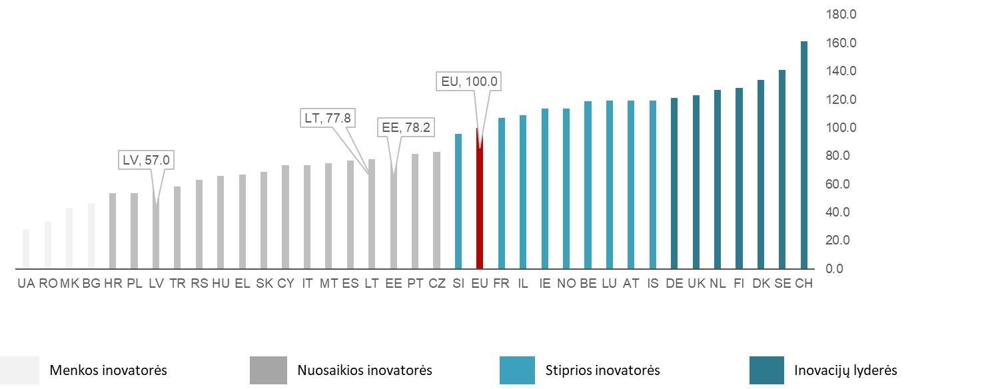 180.0
160.0
140.0
EU, 100.0
120.0
LT, 77.8
EE, 78.2
100.0
LV, 57.0
80.0
60.0
40.0
20.0
0.0
UA RO MK BG HR PL LV TR RS HU EL SK CY IT MT ES LT EE PT CZ SI EU FR IL IE NO BE LU AT IS DE UK NL FI DK SE CH
Menkos inovatorės Nuosaikios inovatorės Stiprios inovatorės Inovacijų lyderės